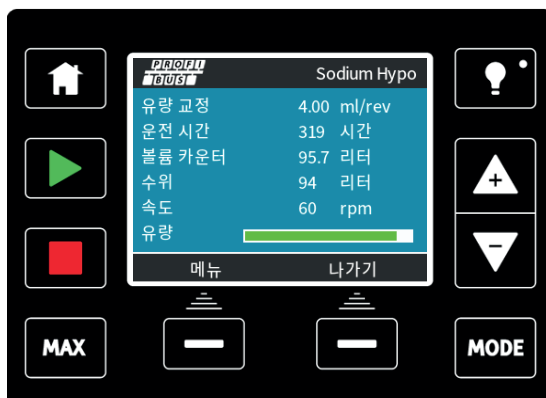 PROFI
BUS
Sodium Hypo
유량 교정 4.00 ml/rev
운전 시간 319 시간
볼륨 카운터 95.7 리터
수위 94 리터
속도 60 rpm
유량
메뉴 나가기
+
-
MAX
MODE